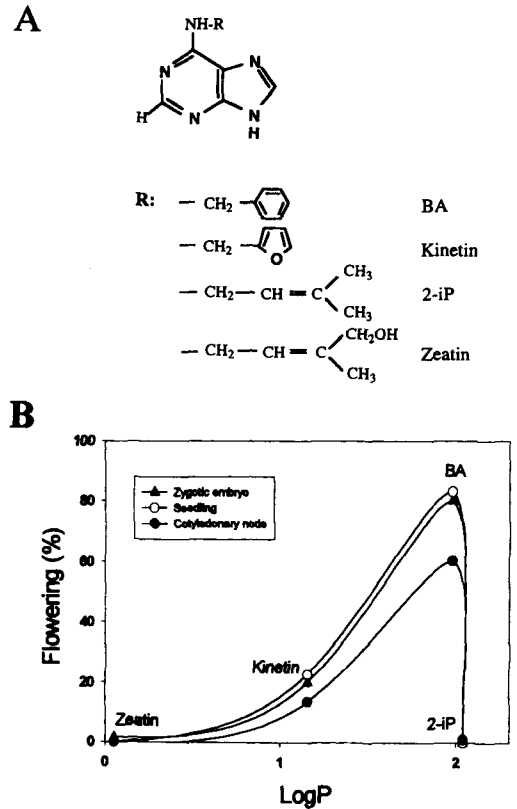 A
NH-R
N
N
H
N
N
H
R:
— CH2 —
BA
— CH2 —
O
Kinetin
— CH2 — CH = C
CH3
CH3
2-iP
— CH2 — CH = C
CH2OH
CH3
Zeatin
B
100
80
60
40
20
0
Flowering (%)
Zygotic embryo
Seedling
Cotyledonary node
BA
Kinetin
Zeatin
2-iP
0
1
2
LogP